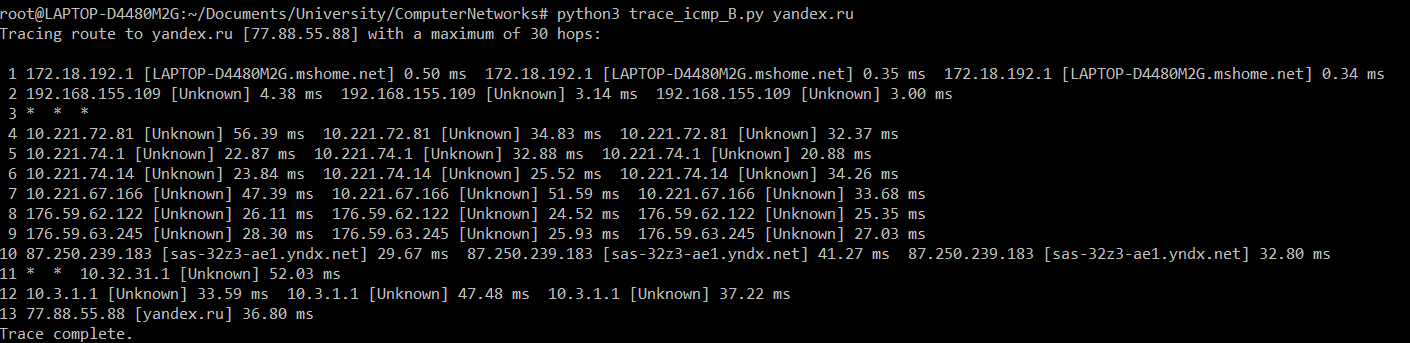 root@LAPTOP-D4480M2G:~/Documents/University/ComputerNetworks# python3 trace_icmp_B.py yandex.ru
Tracing route to yandex.ru [77.88.55.88] with a maximum of 30 hops:
1 172.18.192.1 [LAPTOP-D4480M2G.mshome.net] 0.50 ms  172.18.192.1 [LAPTOP-D4480M2G.mshome.net] 0.35 ms  172.18.192.1 [LAPTOP-D4480M2G.mshome.net] 0.34 ms
2 192.168.155.109 [Unknown] 4.38 ms  192.168.155.109 [Unknown] 3.14 ms  192.168.155.109 [Unknown] 3.00 ms
3 *  *  *
4 10.221.72.81 [Unknown] 56.39 ms  10.221.72.81 [Unknown] 34.83 ms  10.221.72.81 [Unknown] 32.37 ms
5 10.221.74.1 [Unknown] 22.87 ms  10.221.74.1 [Unknown] 32.88 ms  10.221.74.1 [Unknown] 20.88 ms
6 10.221.74.14 [Unknown] 23.84 ms  10.221.74.14 [Unknown] 25.52 ms  10.221.74.14 [Unknown] 34.26 ms
7 10.221.67.166 [Unknown] 47.39 ms  10.221.67.166 [Unknown] 51.59 ms  10.221.67.166 [Unknown] 33.68 ms
8 176.59.62.122 [Unknown] 26.11 ms  176.59.62.122 [Unknown] 24.52 ms  176.59.62.122 [Unknown] 25.35 ms
9 176.59.63.245 [Unknown] 28.30 ms  176.59.63.245 [Unknown] 25.93 ms  176.59.63.245 [Unknown] 27.03 ms
10 87.250.239.183 [sas-32z3-ae1.yndx.net] 29.67 ms  87.250.239.183 [sas-32z3-ae1.yndx.net] 41.27 ms  87.250.239.183 [sas-32z3-ae1.yndx.net] 32.80 ms
11 *  *  10.32.31.1 [Unknown] 52.03 ms
12 10.3.1.1 [Unknown] 33.59 ms  10.3.1.1 [Unknown] 47.48 ms  10.3.1.1 [Unknown] 37.22 ms
13 77.88.55.88 [yandex.ru] 36.80 ms
Trace complete.